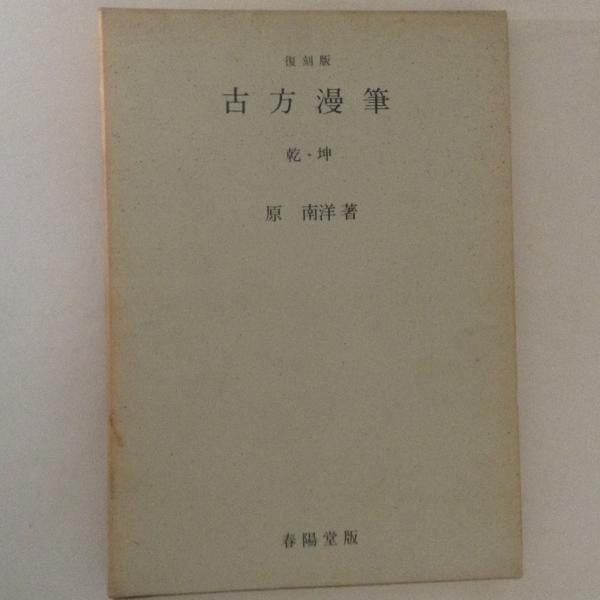 復刻版
古方漫筆
乾・坤
原 南洋著
春陽堂版